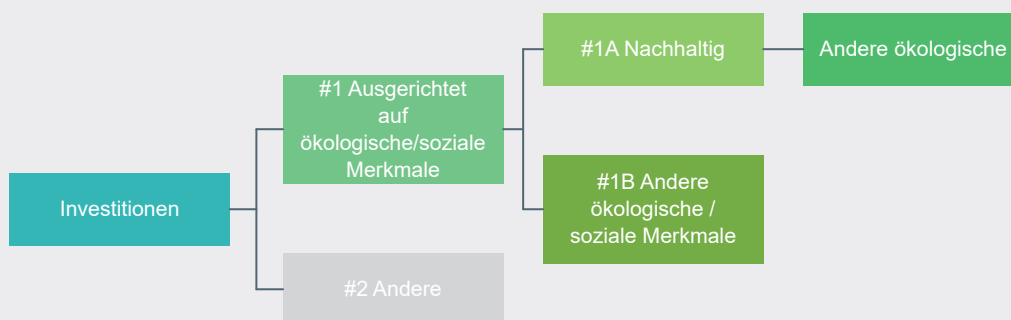 #1A Nachhaltig
Andere ökologische
#1 Ausgerichtet
auf
ökologische/soziale
Merkmale
#1B Andere
ökologische /
soziale Merkmale
Investitionen
#2 Andere